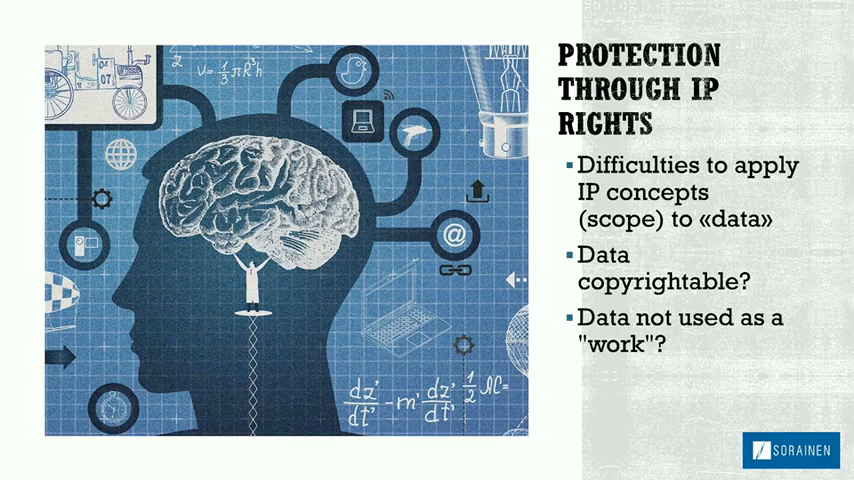 PROTECTION
THROUGH IP
RIGHTS
▪Difficulties to apply
IP concepts
(scope) to «data»
▪Data
copyrightable?
▪Data not used as a
"work"?
SORAINEN
07
@